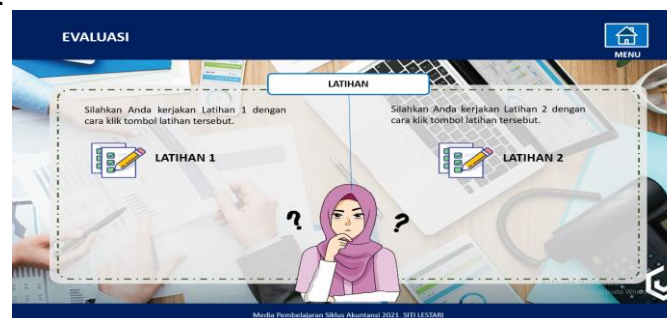 EVALUASI
MENU
LATIHAN
Silahkan Anda kerjakan Latihan 1 dengan
cara klik tombol latihan tersebut.
LATIHAN 1
Silahkan Anda kerjakan Latihan 2 dengan
cara klik tombol latihan tersebut.
LATIHAN 2
? ?
Media Pembelajaran Siklus Akuntansi 2021 SITI LESTARI